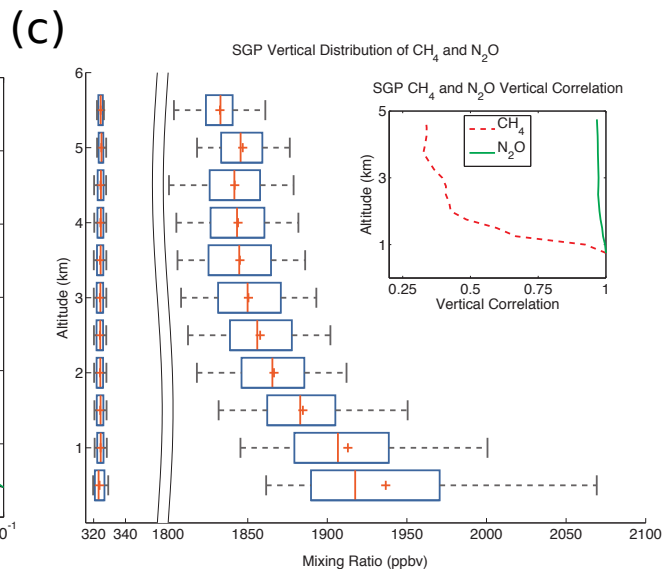 (c)
SGP Vertical Distribution of CH4 and N2O
6
5
4
3
2
1
Altitude (km)
320 340 1800 1850 1900 1950 2000 2050 2100
Mixing Ratio (ppbv)
SGP CH4 and N2O Vertical Correlation
CH4
N2O
5
3
1
Altitude (km)
0.25 0.5 0.75 1
Vertical Correlation
0-1